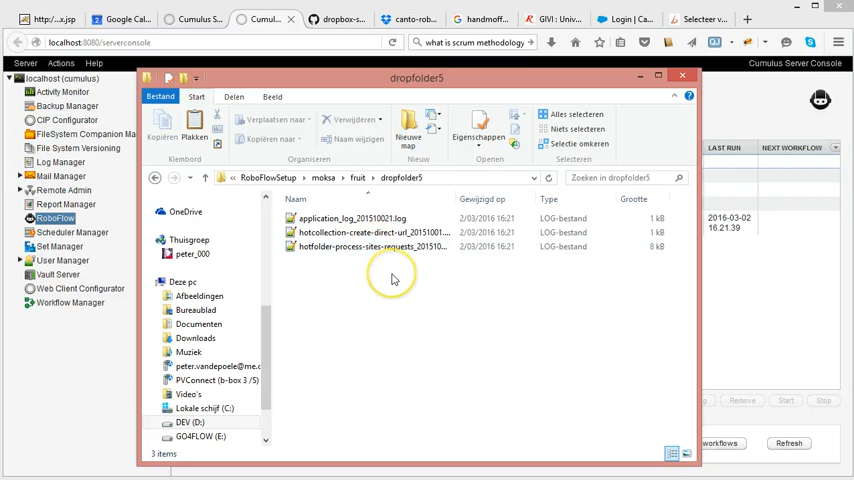 http:/...x.jsp
Google Cal...
Cumulus S...
Cumul...
dropbox-s...
canto-rob...
handmoff...
GIVI : Univ...
Login | Ca...
Selecteer v...
localhost:8080/serverconsole
what is scrum methodology
Server Actions Help
Cumulus Server Console
localhost (cumulus)
Activity Monitor
Backup Manager
CIP Configurator
FileSystem Companion Ma
FileSystem Versioning
Log Manager
Mail Manager
Remote Admin
Report Manager
RoboFlow
Scheduler Manager
Set Manager
User Manager
Vault Server
Web Client Configurator
Workflow Manager
dropfolder5
Bestand Start Delen Beeld
Kopiëren
Plakken
Klembord
Verplaatsen naar
Kopiëren naar
Verwijderen
Naam wijzigen
Organiseren
Nieuwe map
Nieuw
Eigenschappen
Openen
Alles selecteren
Niets selecteren
Selectie omkeren
Selecteren
RoboFlowSetup moksa fruit dropfolder5
Zoeken in dropfolder5
Naam Gewijzigd op Type Grootte
application_log_201510021.log 2/03/2016 16:21 LOG-bestand 1 kB
hotcollection-create-direct-url_20151001.... 2/03/2016 16:21 LOG-bestand 1 kB
hotfolder-process-sites-requests_201510... 2/03/2016 16:21 LOG-bestand 8 kB
OneDrive
Thuisgroep
peter_000
Deze pc
Afbeeldingen
Bureaublad
Documenten
Downloads
Muziek
peter.vandepoele@me.c
PVConnect (b-box 3 / S)
Video's
Lokale schijf (C:)
DEV (D:)
GO4FLOW (E:)
3 items
LAST RUN NEXT WORKFLOW
2016-03-02
16.21.39
Remove Start Stop
workflows Refresh